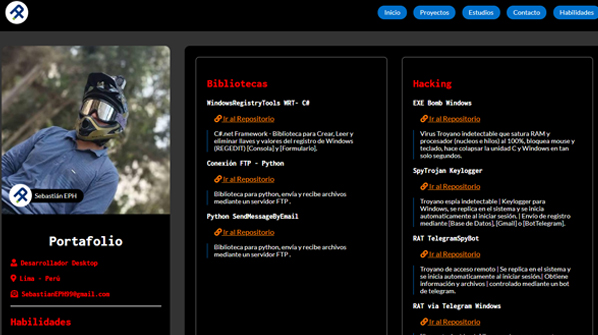 Inicio
Proyectos
Estudios
Contacto
Habilidades
Sebastián EPH
Portafolio
Desarrollador Desktop
Lima - Perú
SebastianEPH99@gmail.com
Habilidades
Bibliotecas
WindowsRegistryTools WRT- C#
Ir al Repositorio
C#.net Framework - Biblioteca para Crear, Leer y
eliminar llaves y valores del registro de Windows
(REGEDIT) [Consola] y [Formulario].
Conexión FTP - Python
Ir al Repositorio
Biblioteca para python, envia y recibe archivos
mediante un servidor FTP .
Python SendMessageByEmail
Ir al Repositorio
Biblioteca para python, envia y recibe archivos
mediante un servidor FTP .
Hacking
EXE Bomb Windows
Ir al Repositorio
Virus Troyano indetectable que satura RAM y
procesador (nucleos e hilos) al 100%, bloquea mouse y
teclado, hace colapsar la unidad C y Windows en tan
solo segundos.
SpyTrojan Keylogger
Ir al Repositorio
Troyano espía indetectable | Keylogger para
Windows, se replica en el sistema y se inicia
automaticamente al iniciar sesión. | Envio de registro
mediante [Base de Datos], [Gmail] o [BotTelegram].
RAT TelegramSpyBot
Ir al Repositorio
Troyano de acceso remoto | Se replica en el sistema y
se inicia automaticamente al iniciar sesión.| Obtiene
información y archivos | controlado mediante un bot
de telegram.
RAT via Telegram Windows
Ir al Repositorio